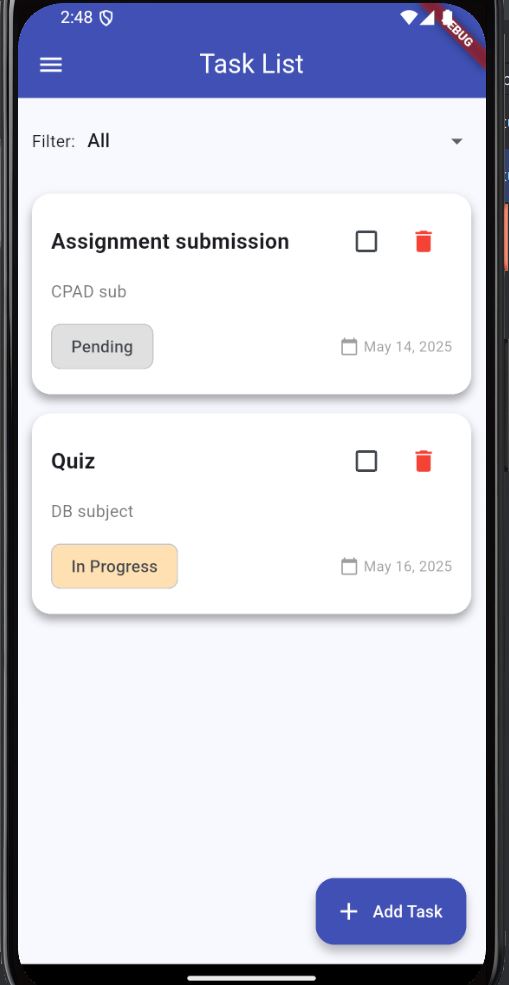 2:48
DEBUG
Task List
Filter: All
Assignment submission
CPAD sub
Pending
May 14, 2025
Quiz
DB subject
In Progress
May 16, 2025
+ Add Task